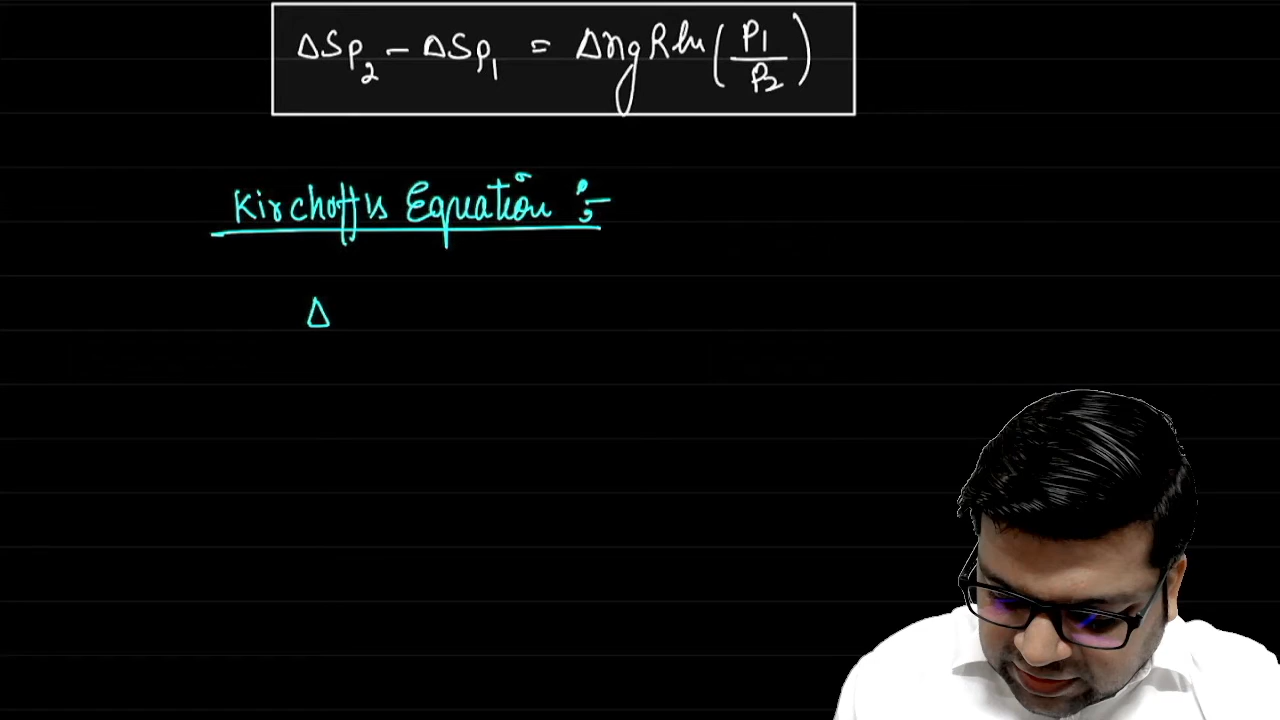 ΔSp₂ - ΔSp₁ = Δng R ln (P₁/P₂)
Kirchoff's Equation :-
Δ